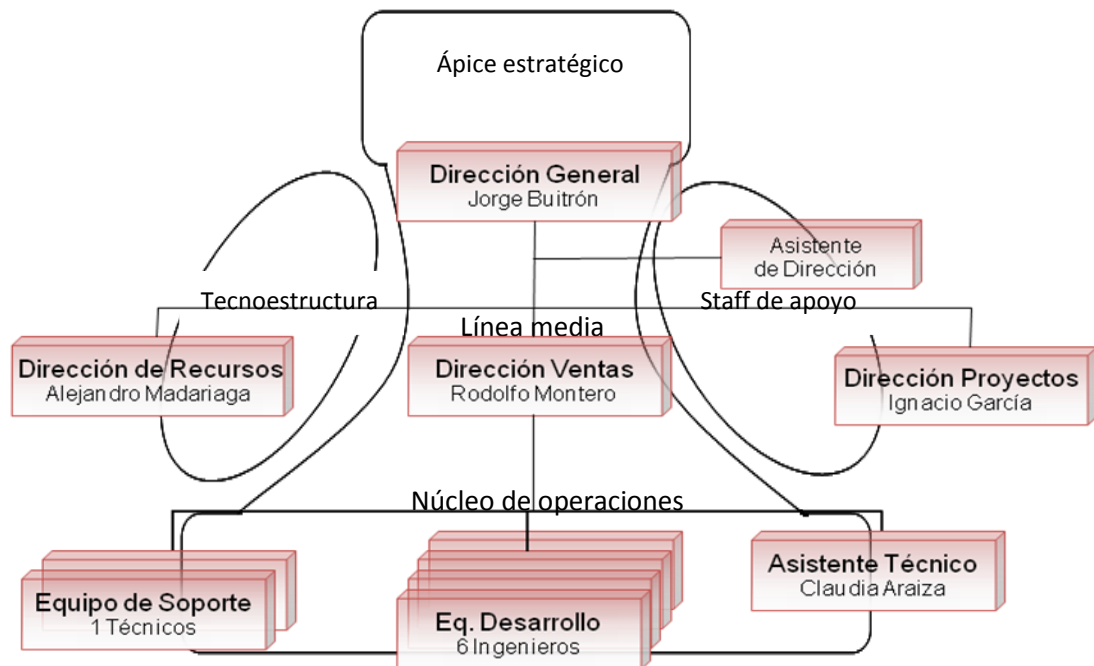 Ápice estratégico
Dirección General
Jorge Buitrón
Asistente
de Dirección
Tecnoestructura
Staff de apoyo
Línea media
Dirección de Recursos
Alejandro Madariaga
Dirección Ventas
Rodolfo Montero
Dirección Proyectos
Ignacio García
Núcleo de operaciones
Equipo de Soporte
1 Técnicos
Eq. Desarrollo
6 Ingenieros
Asistente Técnico
Claudia Araiza